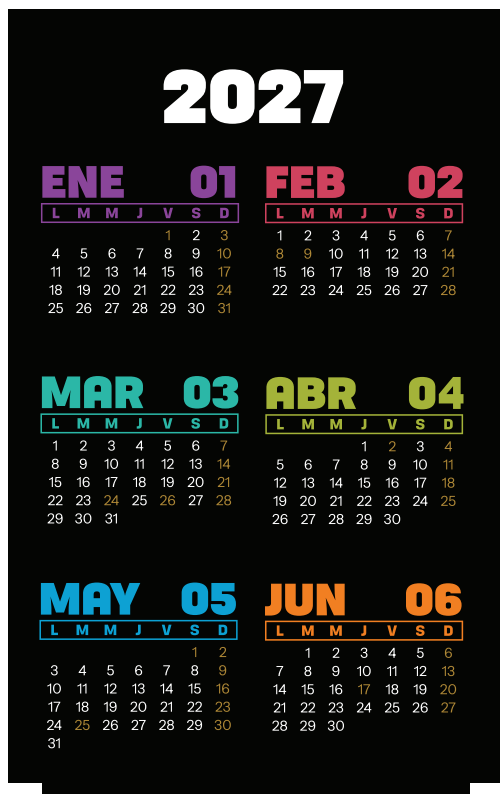 2027
ENE 01
L M M J V S D
1 2 3
4 5 6 7 8 9 10
11 12 13 14 15 16 17
18 19 20 21 22 23 24
25 26 27 28 29 30 31
FEB 02
L M M J V S D
1 2 3 4 5 6 7
8 9 10 11 12 13 14
15 16 17 18 19 20 21
22 23 24 25 26 27 28
MAR 03
L M M J V S D
1 2 3 4 5 6 7
8 9 10 11 12 13 14
15 16 17 18 19 20 21
22 23 24 25 26 27 28
29 30 31
ABR 04
L M M J V S D
1 2 3 4
5 6 7 8 9 10 11
12 13 14 15 16 17 18
19 20 21 22 23 24 25
26 27 28 29 30
MAY 05
L M M J V S D
1 2
3 4 5 6 7 8 9
10 11 12 13 14 15 16
17 18 19 20 21 22 23
24 25 26 27 28 29 30
31
JUN 06
L M M J V S D
1 2 3 4 5 6
7 8 9 10 11 12 13
14 15 16 17 18 19 20
21 22 23 24 25 26 27
28 29 30